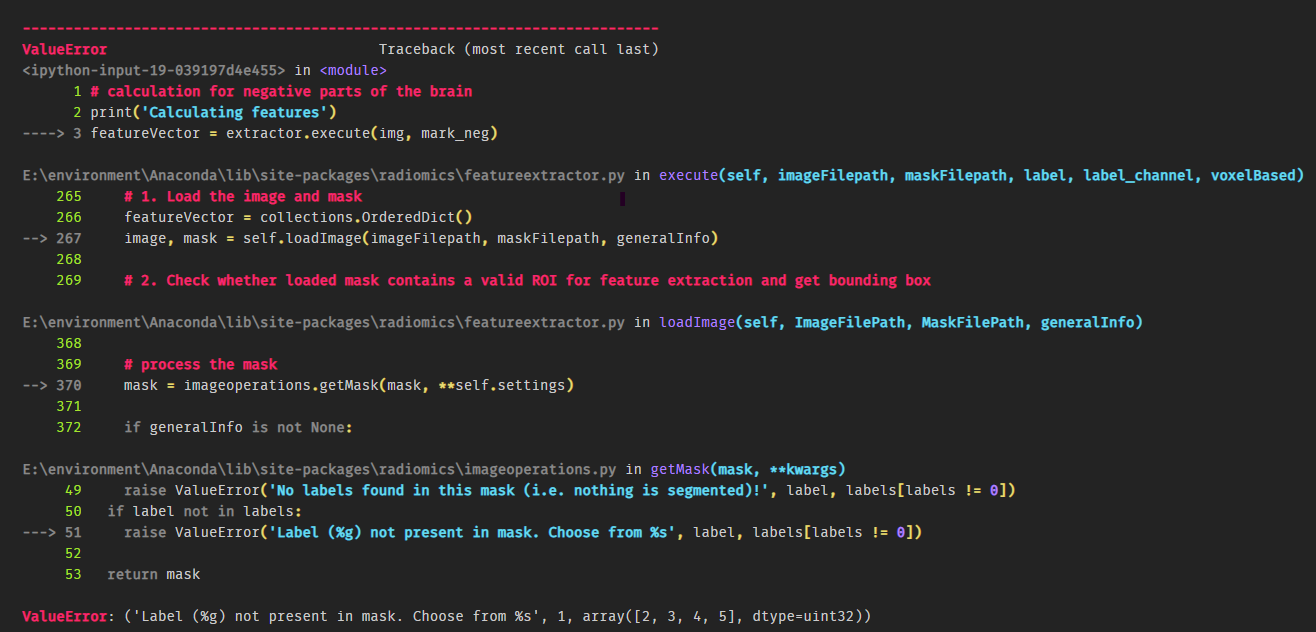 ---------------------------------------------------------------------------
ValueError                                Traceback (most recent call last)
<ipython-input-19-039197d4e455> in <module>
      1 # calculation for negative parts of the brain
      2 print('Calculating features')
----> 3 featureVector = extractor.execute(img, mark_neg)
E:\environment\Anaconda\lib\site-packages\radiomics\featureextractor.py in execute(self, imageFilepath, maskFilepath, label, label_channel, voxelBased)
    265     # 1. Load the image and mask
    266     featureVector = collections.OrderedDict()
--> 267     image, mask = self.loadImage(imageFilepath, maskFilepath, generalInfo)
    268
    269     # 2. Check whether loaded mask contains a valid ROI for feature extraction and get bounding box
E:\environment\Anaconda\lib\site-packages\radiomics\featureextractor.py in loadImage(self, ImageFilePath, MaskFilePath, generalInfo)
    368
    369     # process the mask
--> 370     mask = imageoperations.getMask(mask, **self.settings)
    371
    372     if generalInfo is not None:
E:\environment\Anaconda\lib\site-packages\radiomics\imageoperations.py in getMask(mask, **kwargs)
     49     raise ValueError('No labels found in this mask (i.e. nothing is segmented)!', label, labels[labels != 0])
     50   if label not in labels:
---> 51     raise ValueError('Label (%g) not present in mask. Choose from %s', label, labels[labels != 0])
     52
     53   return mask
ValueError: ('Label (%g) not present in mask. Choose from %s', 1, array([2, 3, 4, 5], dtype=uint32))